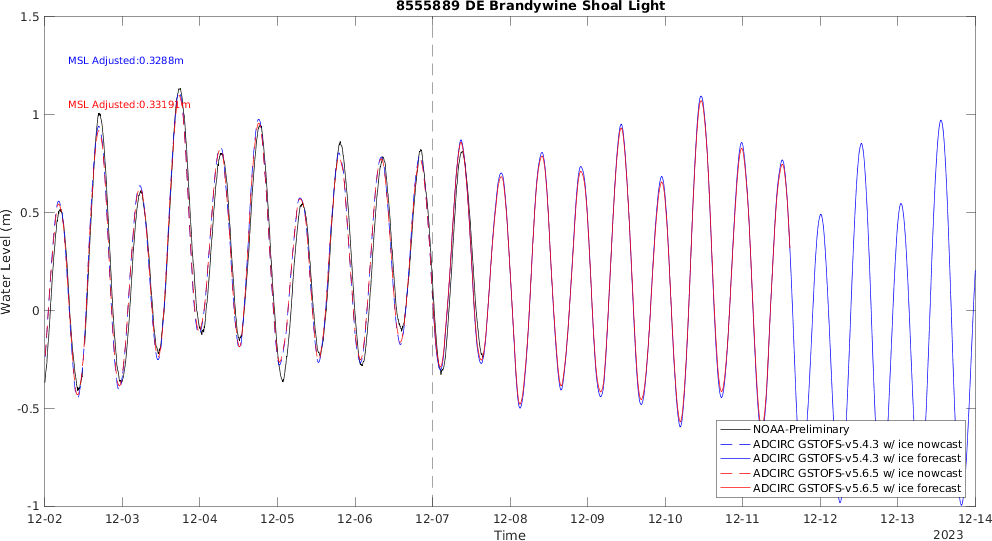 8555889 DE Brandywine Shoal Light
1.5
MSL Adjusted:0.3288m
MSL Adjusted:0.33191m
1
0.5
0
-0.5
-1
Water Level (m)
NOAA-Preliminary
ADCIRC GSTOFS-v5.4.3 w/ ice nowcast
ADCIRC GSTOFS-v5.4.3 w/ ice forecast
ADCIRC GSTOFS-v5.6.5 w/ ice nowcast
ADCIRC GSTOFS-v5.6.5 w/ ice forecast
12-02 12-03 12-04 12-05 12-06 12-07 12-08 12-09 12-10 12-11 12-12 12-13 12-14
Time
2023